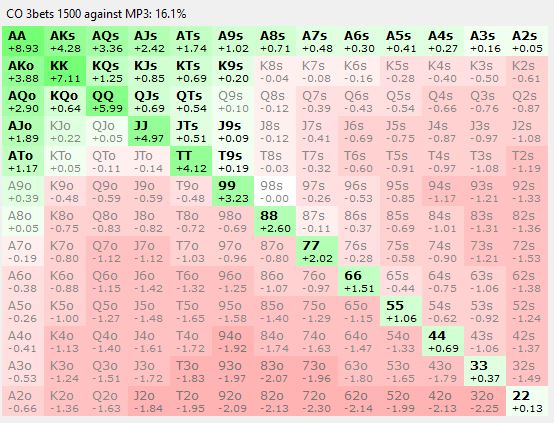 CO 3bets 1500 against MP3: 16.1%
AA AKs AQs AJs ATs A9s A8s A7s A6s A5s A4s A3s A2s
+8.93 +4.28 +3.36 +2.42 +1.74 +1.02 +0.71 +0.48 +0.30 +0.41 +0.27 +0.16 +0.05
AKo KK KQs KJs KTs K9s K8s K7s K6s K5s K4s K3s K2s
+3.88 +7.11 +1.25 +0.85 +0.69 +0.20 -0.04 -0.08 -0.16 -0.28 -0.40 -0.50 -0.61
AQo KQo QQ QJs QTs Q9s Q8s Q7s Q6s Q5s Q4s Q3s Q2s
+2.90 +0.64 +5.99 +0.69 +0.54 +0.10 -0.12 -0.39 -0.43 -0.54 -0.66 -0.76 -0.87
AJo KJo QJo JJ JTs J9s J8s J7s J6s J5s J4s J3s J2s
+1.89 +0.22 +0.05 +4.97 +0.51 +0.09 -0.12 -0.41 -0.69 -0.75 -0.87 -0.97 -1.08
ATo KTo QTo JTo TT T9s T8s T7s T6s T5s T4s T3s T2s
+1.17 +0.05 -0.11 -0.14 +4.12 +0.19 -0.03 -0.32 -0.60 -0.91 -0.97 -1.08 -1.19
A9o K9o Q9o J9o T9o 99 98s 97s 96s 95s 94s 93s 92s
+0.39 -0.48 -0.59 -0.59 -0.48 +3.23 -0.00 -0.26 -0.53 -0.85 -1.17 -1.21 -1.33
A8o K8o Q8o J8o T8o 98o 88 87s 86s 85s 84s 83s 82s
+0.05 -0.75 -0.83 -0.82 -0.72 -0.69 +2.60 -0.11 -0.37 -0.69 -1.01 -1.31 -1.36
A7o K7o Q7o J7o T7o 97o 87o 77 76s 75s 74s 73s 72s
-0.19 -0.80 -1.12 -1.12 -1.03 -0.96 -0.80 +2.02 -0.28 -0.58 -0.90 -1.21 -1.53
A6o K6o Q6o J6o T6o 96o 86o 76o 66 65s 64s 63s 62s
-0.38 -0.88 -1.15 -1.42 -1.32 -1.25 -1.07 -0.97 +1.51 -0.44 -0.75 -1.06 -1.38
A5o K5o Q5o J5o T5o 95o 85o 75o 65o 55 54s 53s 52s
-0.26 -1.00 -1.27 -1.48 -1.65 -1.58 -1.40 -1.29 -1.15 +1.06 -0.62 -0.92 -1.24
A4o K4o Q4o J4o T4o 94o 84o 74o 64o 54o 44 43s 42s
-0.41 -1.13 -1.40 -1.61 -1.72 -1.92 -1.74 -1.63 -1.47 -1.33 +0.69 -1.06 -1.37
A3o K3o Q3o J3o T3o 93o 83o 73o 63o 53o 43o 33 32s
-0.53 -1.24 -1.51 -1.72 -1.83 -1.97 -2.07 -1.96 -1.80 -1.65 -1.79 +0.37 -1.49
A2o K2o Q2o J2o T2o 92o 82o 72o 62o 52o 42o 32o 22
-0.66 -1.36 -1.63 -1.84 -1.95 -2.09 -2.13 -2.30 -2.14 -1.99 -2.13 -2.25 +0.13